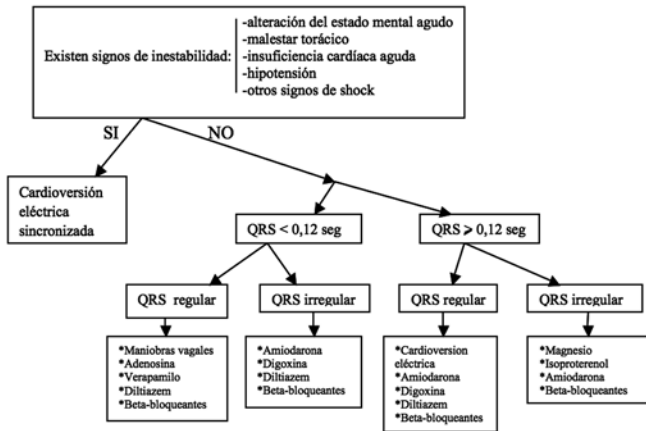 -alteración del estado mental agudo
-malestar torácico
Existen signos de inestabilidad: -insuficiencia cardíaca aguda
-hipotensión
-otros signos de shock
SI
NO
Cardioversión
eléctrica
sincronizada
QRS < 0,12 seg
QRS ⩾ 0,12 seg
QRS regular
QRS irregular
QRS regular
QRS irregular
*Maniobras vagales
*Adenosina
*Verapamilo
*Diltiazem
*Beta-bloqueantes
*Amiodarona
*Digoxina
*Diltiazem
*Beta-bloqueantes
*Cardioversion
eléctrica
*Amiodarona
*Digoxina
*Diltiazem
*Beta-bloqueantes
*Magnesio
*Isoproterenol
*Amiodarona
*Beta-bloqueantes